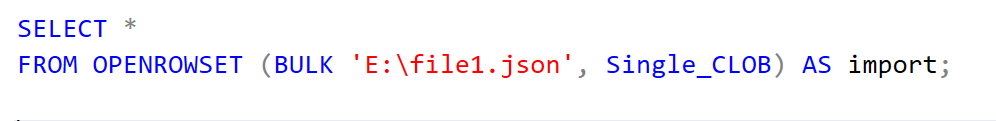 SELECT *
FROM OPENROWSET (BULK 'E:\file1.json', Single_CLOB) AS import;